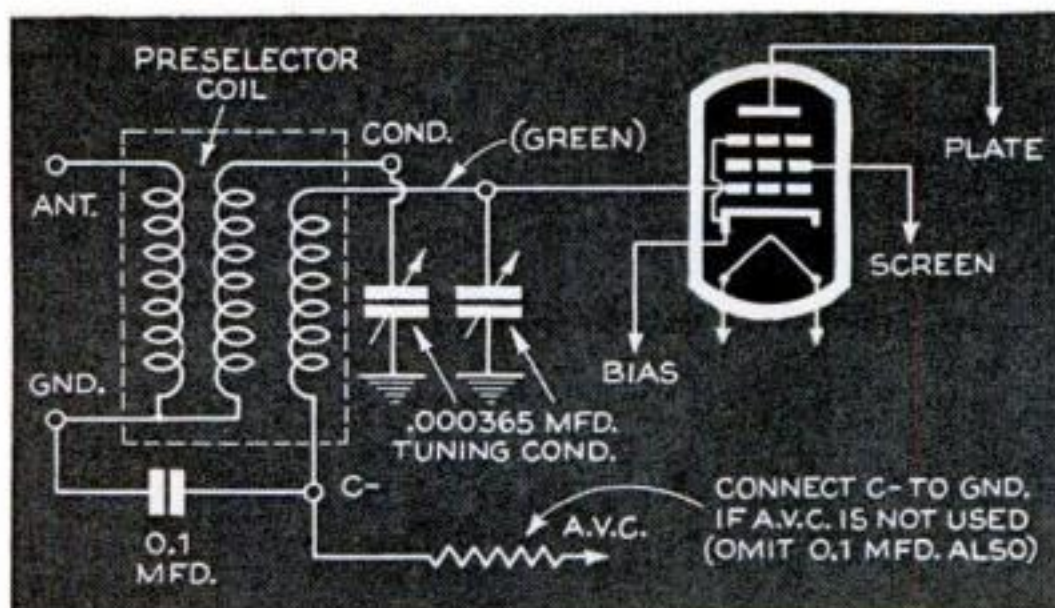 PRESELECTOR
COIL
COND.
(GREEN)
PLATE
ANT.
SCREEN
BIAS
GND.
.000365 MFD.
TUNING COND.
C-
CONNECT C- TO GND.
IF A.V.C. IS NOT USED
(OMIT 0.1 MFD. ALSO)
A.V.C.
0.1
MFD.